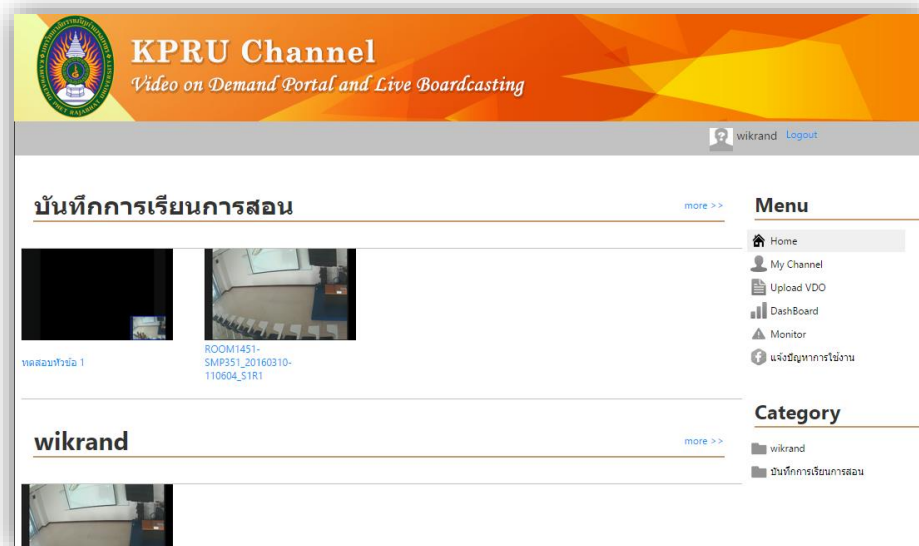 KPRU Channel
Video on Demand Portal and Live Boardcasting
wikrand Logout
บันทึกการเรียนการสอน
more >>
ทดสอบหัวข้อ 1
ROOM1451-
SMP351_20160310-
110604_S1R1
wikrand
more >>
Menu
Home
My Channel
Upload VDO
DashBoard
Monitor
แจ้งปัญหาการใช้งาน
Category
wikrand
บันทึกการเรียนการสอน